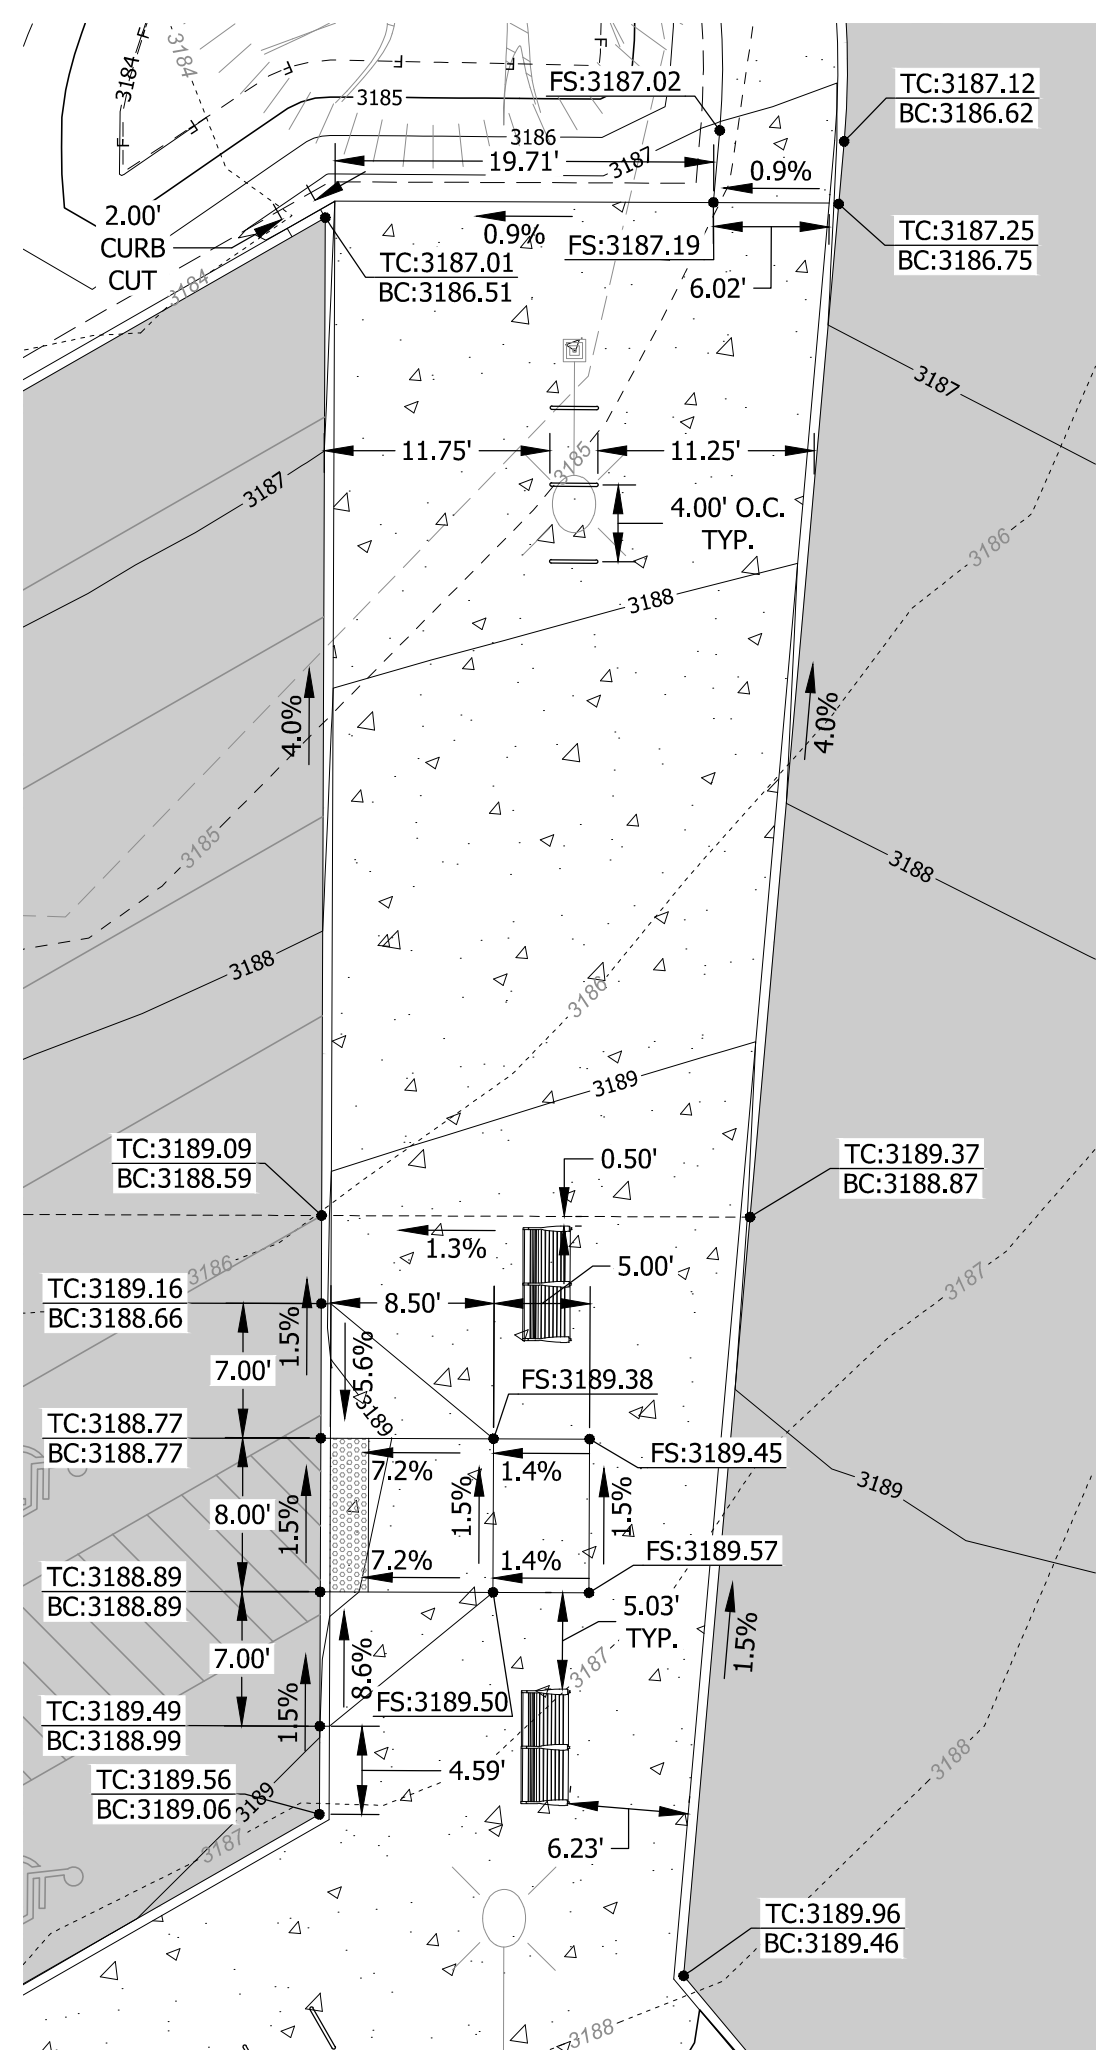 3184
F
F
F
F
F
F
3184
3185
FS:3187.02
TC:3187.12
BC:3186.62
3186
19.71'
3187
0.9%
2.00'
CURB
CUT
0.9%
FS:3187.19
TC:3187.25
BC:3186.75
TC:3187.01
BC:3186.51
3184
6.02'
3187
11.75'
3185
11.25'
3187
4.00' O.C.
TYP.
3186
3188
4.0%
4.0%
3185
3188
3188
3186
3189
TC:3189.09
BC:3188.59
0.50'
TC:3189.37
BC:3188.87
1.3%
5.00'
3186
3187
TC:3189.16
BC:3188.66
8.50'
1.5%
5.6%
7.00'
FS:3189.38
3189
TC:3188.77
BC:3188.77
FS:3189.45
7.2%
1.4%
3189
8.00'
1.5%
1.5%
1.5%
FS:3189.57
7.2%
1.4%
TC:3188.89
BC:3188.89
5.03'
TYP.
1.5%
7.00'
8.6%
3187
1.5%
FS:3189.50
TC:3189.49
BC:3188.99
3188
4.59'
TC:3189.56
BC:3189.06
3189
3187
6.23'
TC:3189.96
BC:3189.46
3188